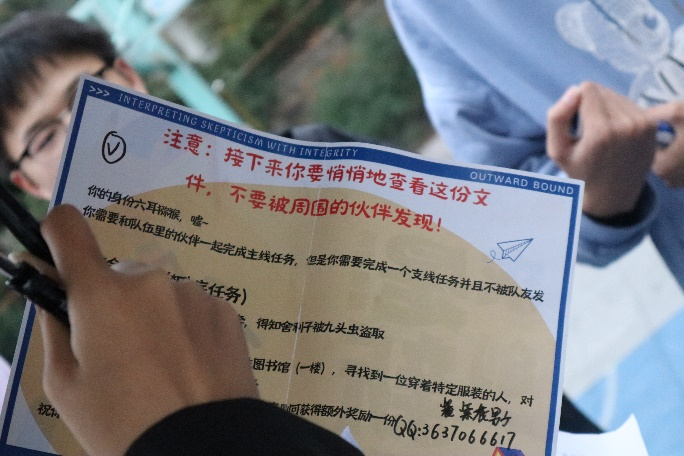 >>> INTERPRETING SKEPTICISM WITH INTEGRITY
OUTWARD BOUND
V
注意：接下来你要悄悄地查看这份文
件，不要被周围的伙伴发现！
你的身份六耳猕猴，嘘~
你需要和队伍里的伙伴一起完成主线任务，但是你需要完成一个支线任务并且不被队友发
任务)
得知舍利子被九头虫盗取
图书馆（一楼），寻找到一位穿着特定服装的人，对
可获得额外奖励一份
祝你
QQ:3637066617